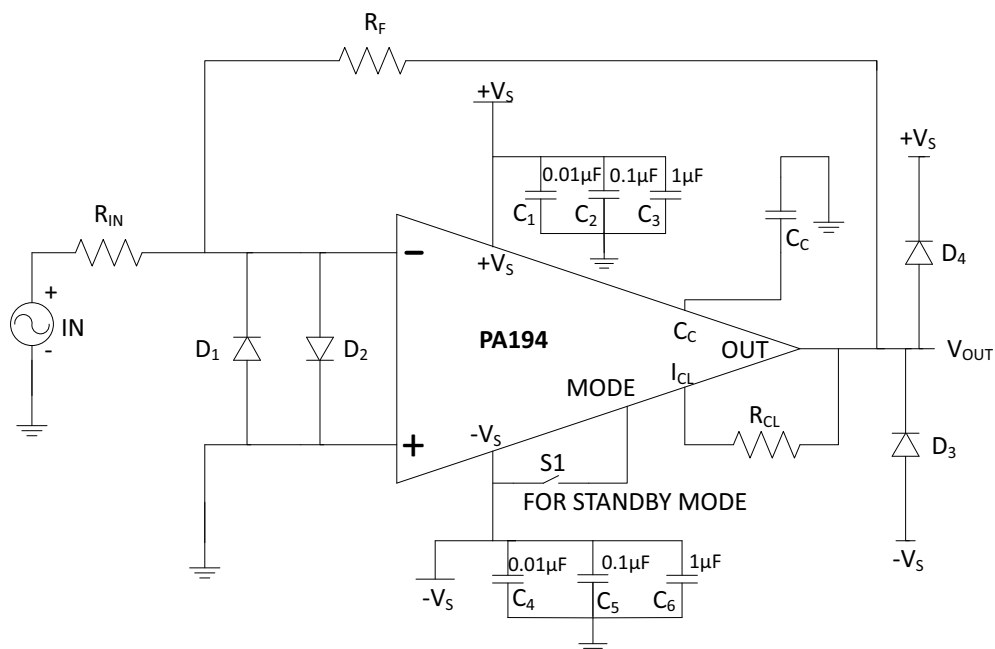 R_F
+V_S
+V_S
0.01µF 0.1µF 1µF
C_1 C_2 C_3
R_IN
C_C
- +V_S
D_4
+
IN
-
PA194
C_C
D_1 D_2
OUT
V_OUT
MODE
I_CL
R_CL
+ -V_S
D_3
S1
FOR STANDBY MODE
0.01µF 0.1µF 1µF
-V_S
-V_S
C_4 C_5 C_6